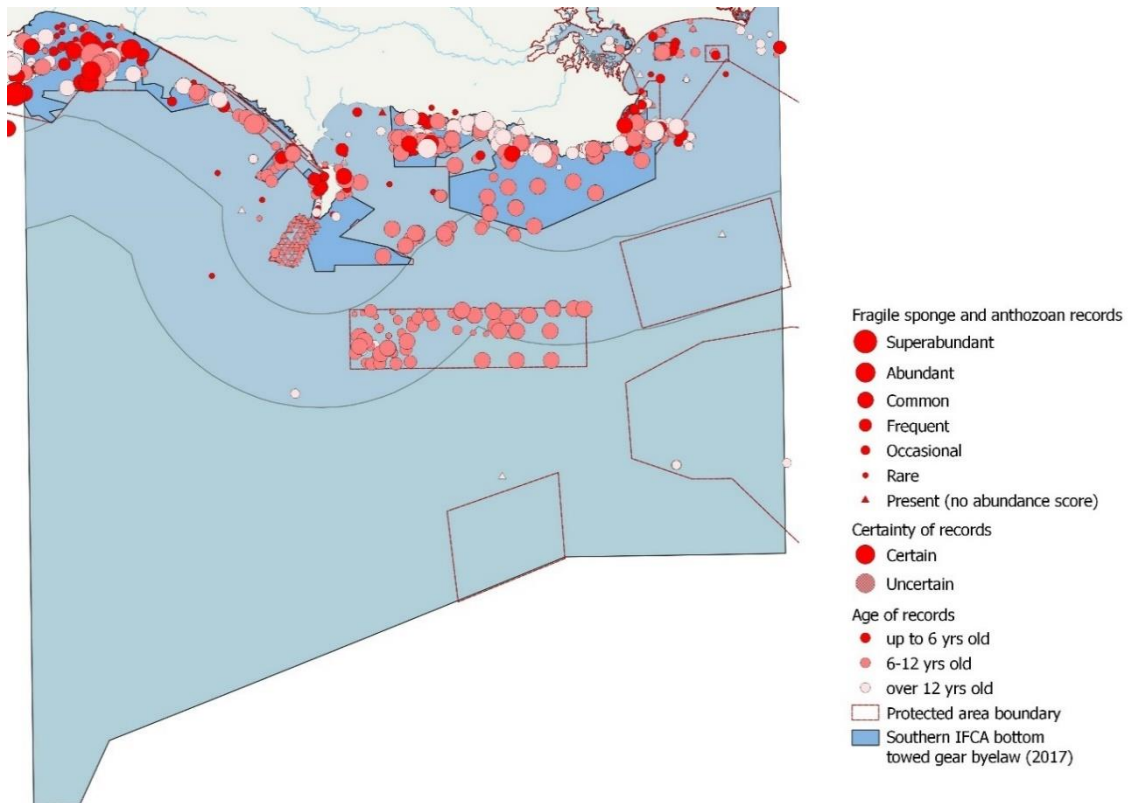 Fragile sponge and anthozoan records
Superabundant
Abundant
Common
Frequent
Occasional
Rare
Present (no abundance score)
Certainty of records
Certain
Uncertain
Age of records
up to 6 yrs old
6-12 yrs old
over 12 yrs old
Protected area boundary
Southern IFCA bottom
towed gear byelaw (2017)